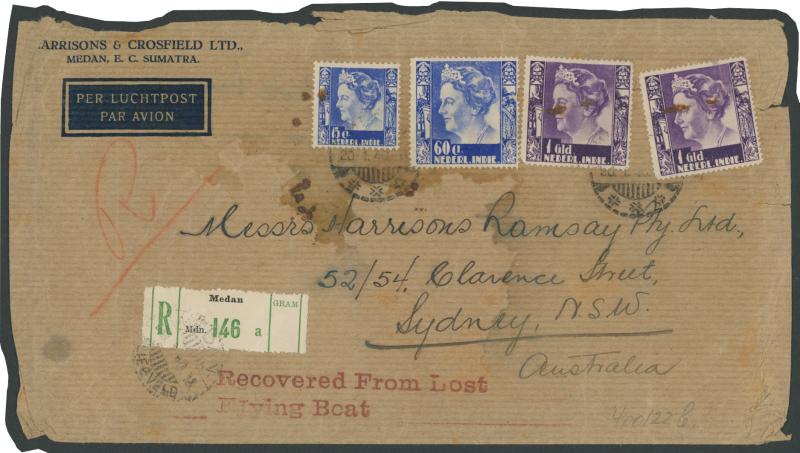 ARRISONS & CROSFIELD LTD.,
MEDAN, E. C. SUMATRA.
PER LUCHTPOST
PAR AVION
15 c.
NEDERL. INDIE
60 c.
NEDERL. INDIE
1 Gld
NEDERL. INDIE
1 Gld
NEDERL. INDIE
R
Messrs Harrisons Ramsay Pty. Ltd.,
52/54, Clarence Street,
Sydney, N.S.W.
Australia
Medan
GRAM
R
Mdn. 146 a
Recovered From Lost
Flying Boat